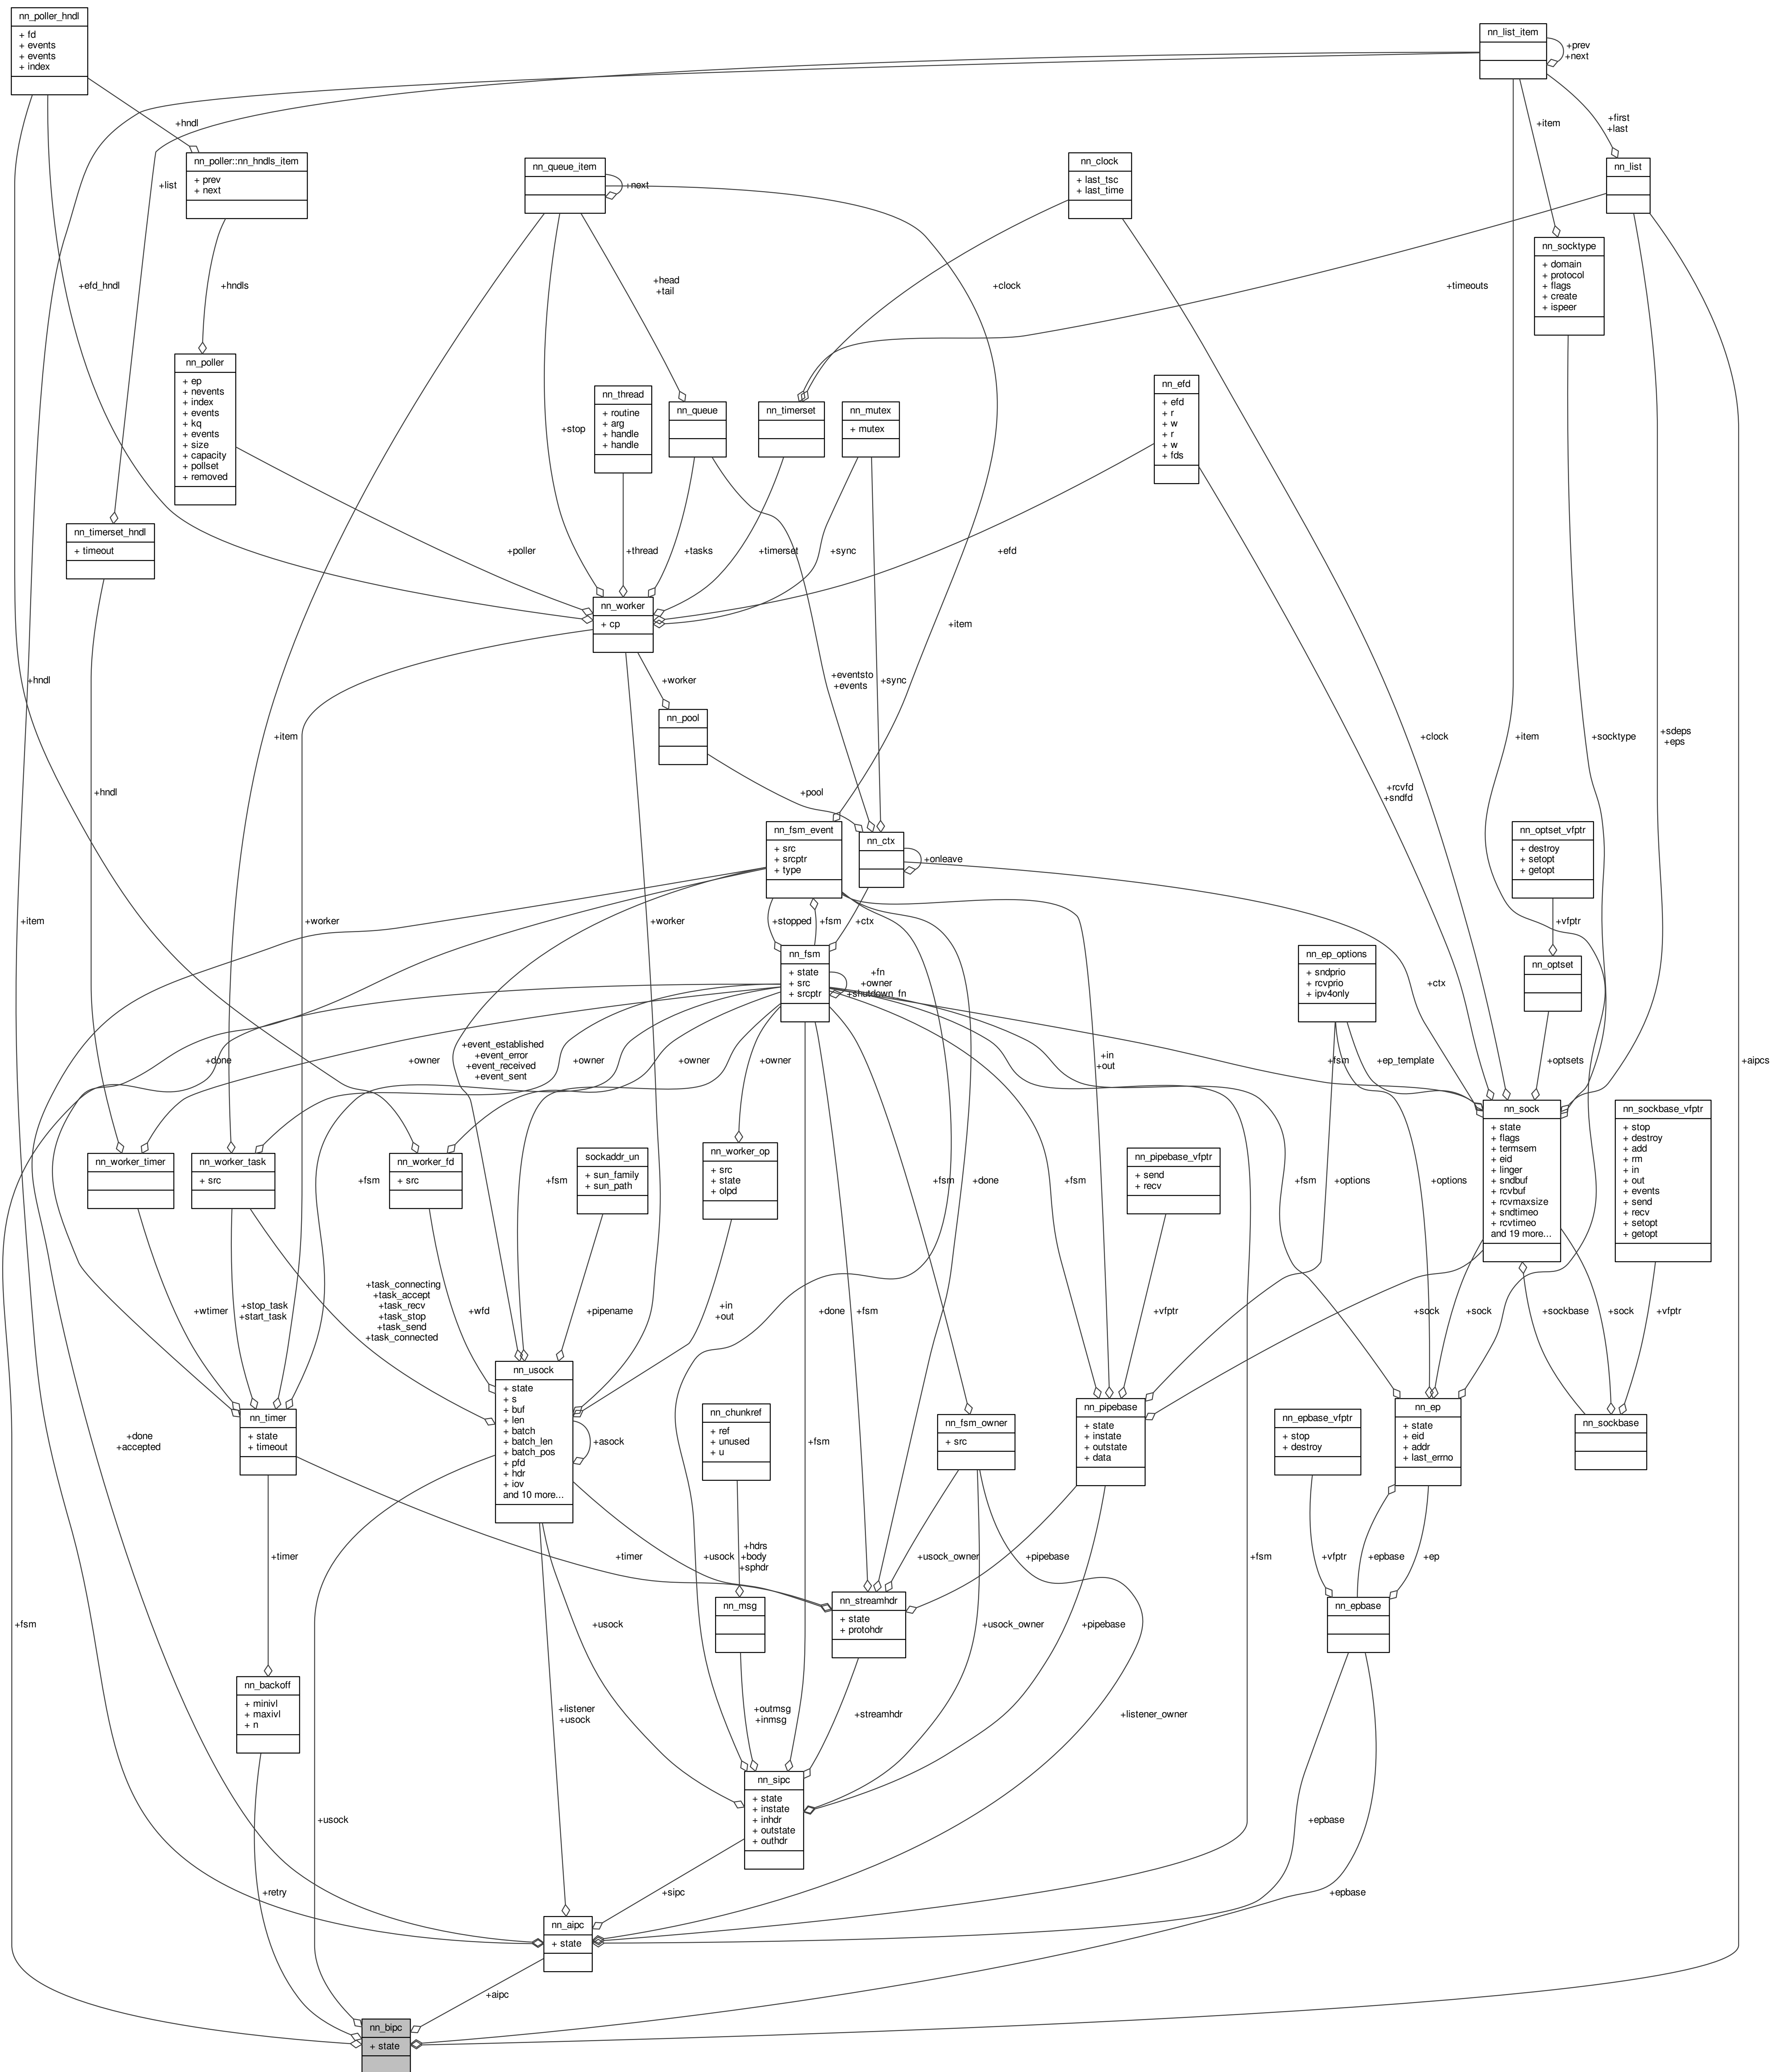 nn_poller_hndl
+ fd
+ events
+ events
+ index
nn_list_item
+prev
+next
+hndl
+first
+last
+item
nn_poller::nn_hndls_item
+ prev
+ next
+list
nn_queue_item
+next
nn_clock
+ last_tsc
+ last_time
nn_list
nn_socktype
+ domain
+ protocol
+ flags
+ create
+ ispeer
+efd_hndl
+hndls
+head
+tail
+clock
+timeouts
nn_poller
+ ep
+ nevents
+ index
+ events
+ kq
+ events
+ size
+ capacity
+ pollset
+ removed
+stop
nn_thread
+ routine
+ arg
+ handle
+ handle
nn_queue
nn_timerset
nn_mutex
+ mutex
nn_efd
+ efd
+ r
+ w
+ r
+ w
+ fds
nn_timerset_hndl
+ timeout
+poller
+thread
+tasks
+timerset
+sync
+efd
nn_worker
+ cp
+item
+hndl
+worker
+eventsto
+events
+sync
nn_pool
+item
+clock
+item
+socktype
+sdeps
+eps
+hndl
+pool
+rcvfd
+sndfd
nn_fsm_event
+ src
+ srcptr
+ type
nn_ctx
+onleave
nn_optset_vfptr
+ destroy
+ setopt
+ getopt
+item
+worker
+worker
+stopped
+fsm
+ctx
+vfptr
nn_fsm
+ state
+ src
+ srcptr
+fn
+owner
+shutdown_fn
nn_ep_options
+ sndprio
+ rcvprio
+ ipv4only
nn_optset
+ctx
+done
+owner
+event_established
+event_error
+event_received
+event_sent
+owner
+owner
+owner
+in
+out
+fsm
+ep_template
+optsets
+aipcs
nn_sock
+ state
+ flags
+ termsem
+ eid
+ linger
+ sndbuf
+ rcvbuf
+ rcvmaxsize
+ sndtimeo
+ rcvtimeo
and 19 more...
nn_sockbase_vfptr
+ stop
+ destroy
+ add
+ rm
+ in
+ out
+ events
+ send
+ recv
+ setopt
+ getopt
nn_worker_timer
nn_worker_task
+ src
+fsm
nn_worker_fd
+ src
+fsm
sockaddr_un
+ sun_family
+ sun_path
nn_worker_op
+ src
+ state
+ olpd
+fsm
+done
+fsm
nn_pipebase_vfptr
+ send
+ recv
+fsm
+options
+options
+wtimer
+stop_task
+start_task
+task_connecting
+task_accept
+task_recv
+task_stop
+task_send
+task_connected
+wfd
+pipename
+in
+out
+done
+fsm
+vfptr
+sock
+sock
+sockbase
+sock
+vfptr
nn_usock
+ state
+ s
+ buf
+ len
+ batch
+ batch_len
+ batch_pos
+ pfd
+ hdr
+ iov
and 10 more...
+asock
nn_timer
+ state
+ timeout
+done
+accepted
nn_chunkref
+ ref
+ unused
+ u
+fsm
nn_fsm_owner
+ src
nn_pipebase
+ state
+ instate
+ outstate
+ data
nn_epbase_vfptr
+ stop
+ destroy
nn_ep
+ state
+ eid
+ addr
+ last_errno
nn_sockbase
+timer
+timer
+usock
+hdrs
+body
+sphdr
+usock_owner
+pipebase
+fsm
+vfptr
+epbase
+ep
+fsm
+usock
nn_msg
nn_streamhdr
+ state
+ protohdr
+usock_owner
+pipebase
nn_epbase
nn_backoff
+ minivl
+ maxivl
+ n
+listener
+usock
+outmsg
+inmsg
+streamhdr
+listener_owner
nn_sipc
+ state
+ instate
+ inhdr
+ outstate
+ outhdr
+usock
+epbase
+retry
+sipc
+epbase
nn_aipc
+ state
+aipc
nn_bipc
+ state